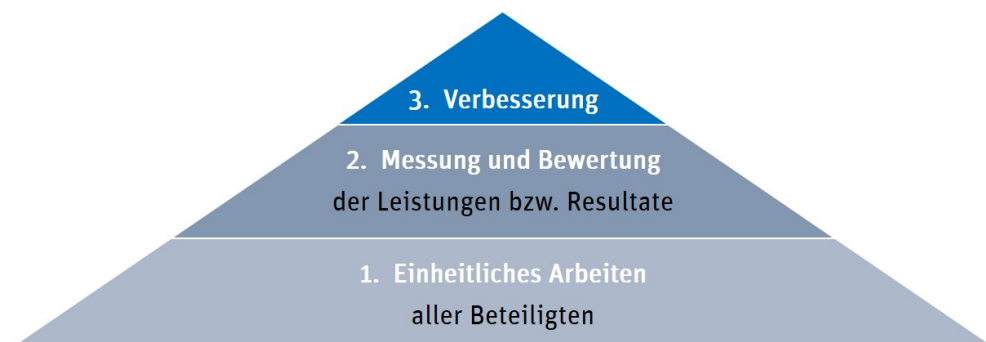 3. Verbesserung
2. Messung und Bewertung
der Leistungen bzw. Resultate
1. Einheitliches Arbeiten
aller Beteiligten